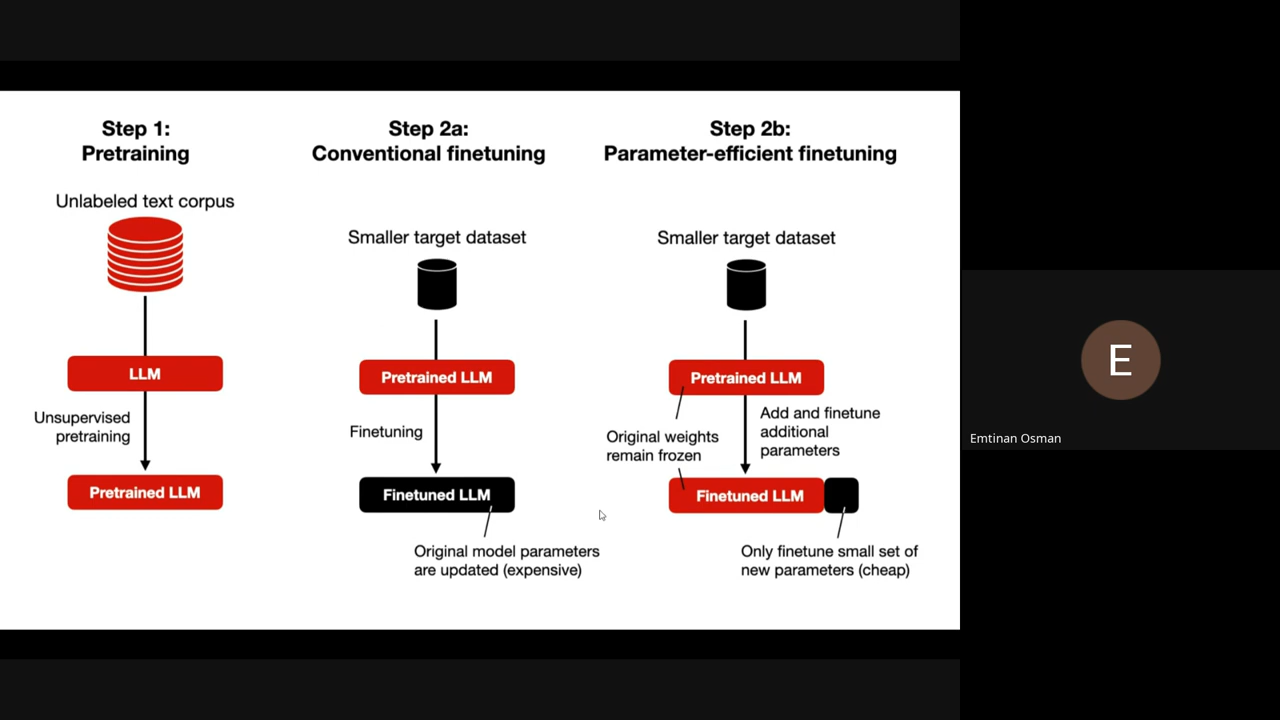 Step 1:
Pretraining
Unlabeled text corpus
LLM
Unsupervised
pretraining
Pretrained LLM
Step 2a:
Conventional finetuning
Smaller target dataset
Pretrained LLM
Finetuning
Finetuned LLM
Original model parameters
are updated (expensive)
Step 2b:
Parameter-efficient finetuning
Smaller target dataset
Pretrained LLM
Original weights
remain frozen
Add and finetune
additional
parameters
Finetuned LLM
Only finetune small set of
new parameters (cheap)
E
Emtinan Osman